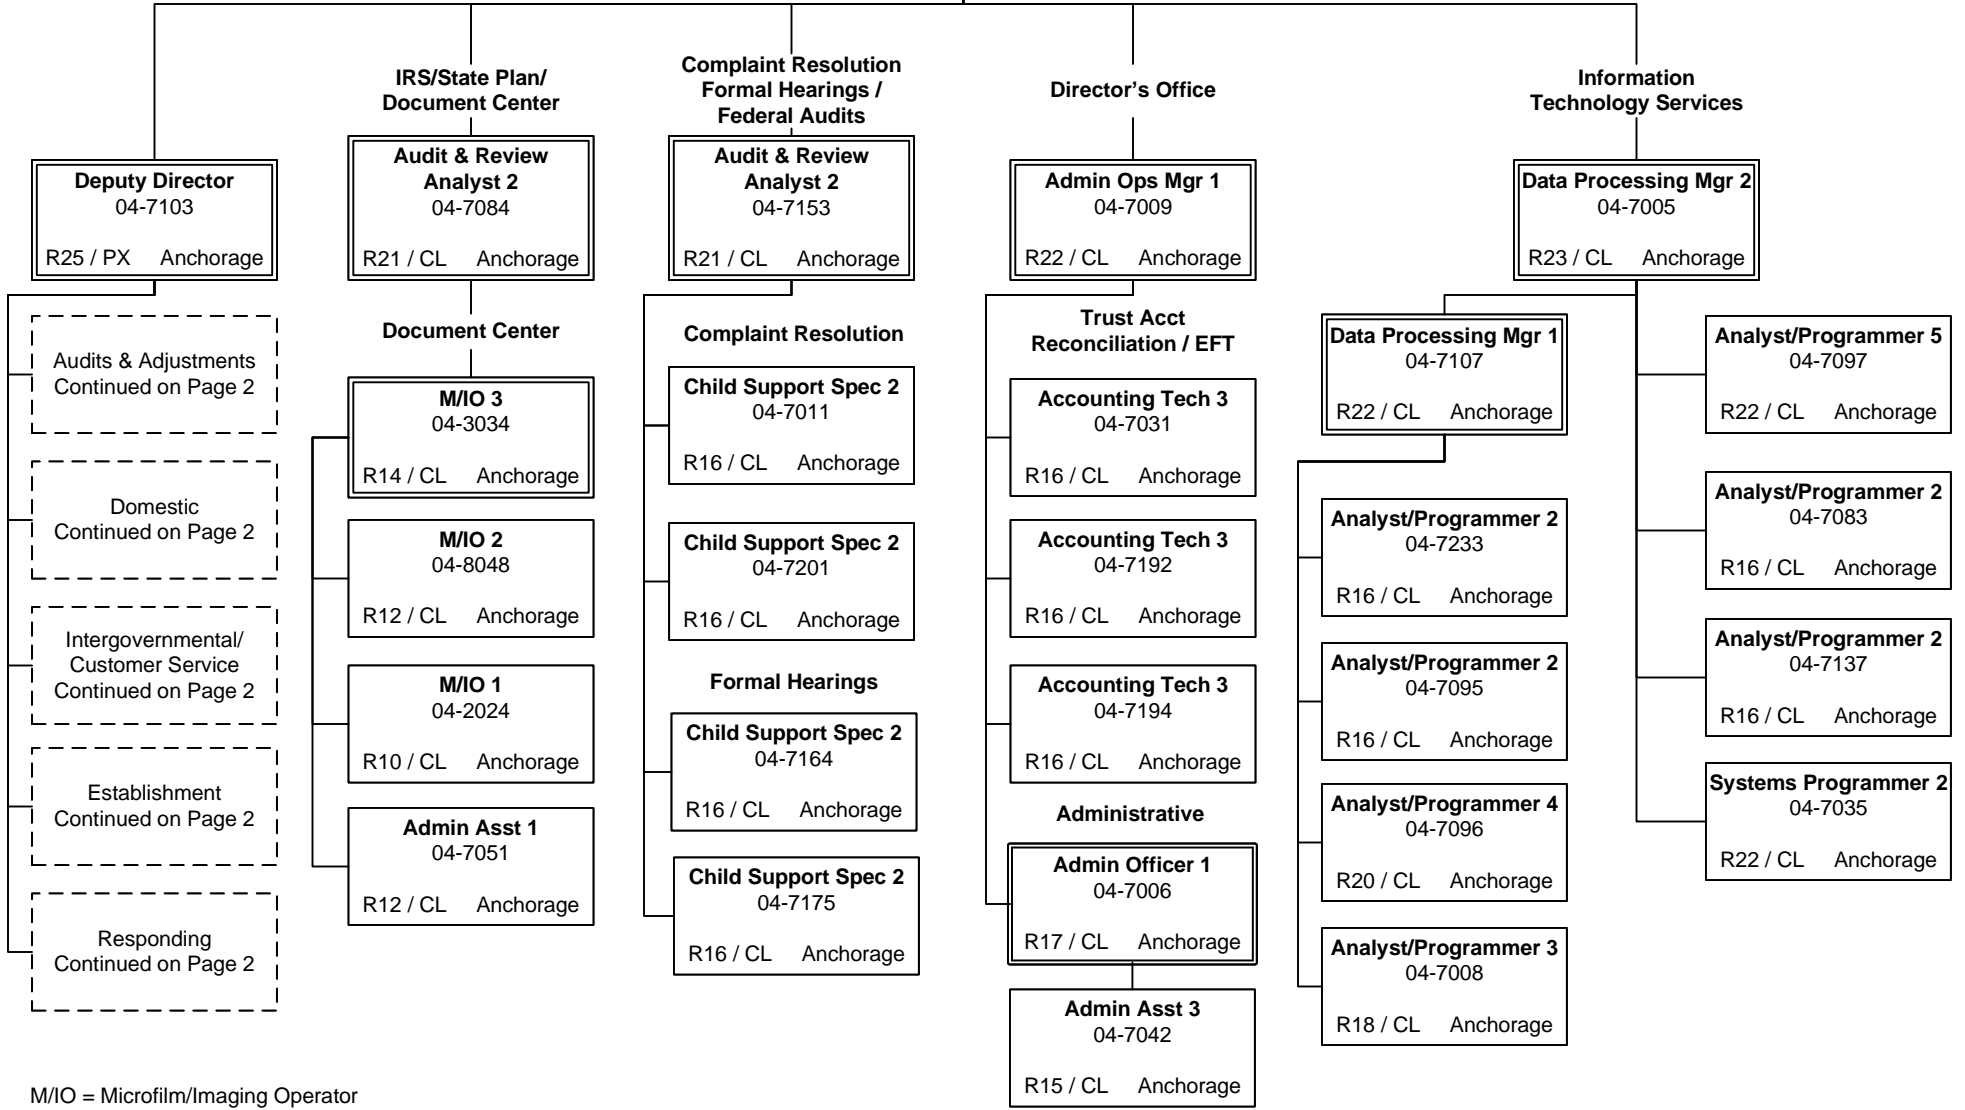 Deputy Director
04-7103
R25 / PX Anchorage
Audits & Adjustments
Continued on Page 2
Domestic
Continued on Page 2
Intergovernmental/
Customer Service
Continued on Page 2
Establishment
Continued on Page 2
Responding
Continued on Page 2
IRS/State Plan/
Document Center
Audit & Review
Analyst 2
04-7084
R21 / CL Anchorage
Document Center
M/IO 3
04-3034
R14 / CL Anchorage
M/IO 2
04-8048
R12 / CL Anchorage
M/IO 1
04-2024
R10 / CL Anchorage
Admin Asst 1
04-7051
R12 / CL Anchorage
Complaint Resolution
Formal Hearings /
Federal Audits
Audit & Review
Analyst 2
04-7153
R21 / CL Anchorage
Complaint Resolution
Child Support Spec 2
04-7011
R16 / CL Anchorage
Child Support Spec 2
04-7201
R16 / CL Anchorage
Formal Hearings
Child Support Spec 2
04-7164
R16 / CL Anchorage
Child Support Spec 2
04-7175
R16 / CL Anchorage
Director's Office
Admin Ops Mgr 1
04-7009
R22 / CL Anchorage
Trust Acct
Reconciliation / EFT
Accounting Tech 3
04-7031
R16 / CL Anchorage
Accounting Tech 3
04-7192
R16 / CL Anchorage
Accounting Tech 3
04-7194
R16 / CL Anchorage
Administrative
Admin Officer 1
04-7006
R17 / CL Anchorage
Admin Asst 3
04-7042
R15 / CL Anchorage
Information
Technology Services
Data Processing Mgr 2
04-7005
R23 / CL Anchorage
Data Processing Mgr 1
04-7107
R22 / CL Anchorage
Analyst/Programmer 2
04-7233
R16 / CL Anchorage
Analyst/Programmer 2
04-7095
R16 / CL Anchorage
Analyst/Programmer 4
04-7096
R20 / CL Anchorage
Analyst/Programmer 3
04-7008
R18 / CL Anchorage
Analyst/Programmer 5
04-7097
R22 / CL Anchorage
Analyst/Programmer 2
04-7083
R16 / CL Anchorage
Analyst/Programmer 2
04-7137
R16 / CL Anchorage
Systems Programmer 2
04-7035
R22 / CL Anchorage
M/IO = Microfilm/Imaging Operator